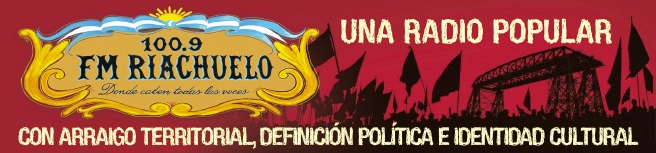 100.9
FM RIACHUELO
Donde caben todas las voces
UNA RADIO POPULAR
CON ARRAIGO TERRITORIAL, DEFINICIÓN POLÍTICA E IDENTIDAD CULTURAL